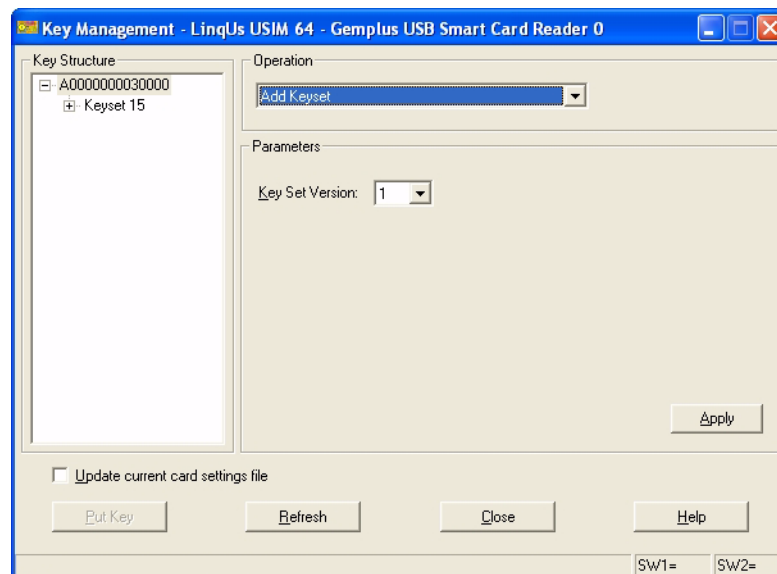 Key Management - LinqUs USIM 64 - Gemplus USB Smart Card Reader 0
Key Structure
A0000000030000
Keyset 15
Operation
Add Keyset
Parameters
Key Set Version: 1
Apply
Update current card settings file
Put Key Refresh Close Help
SW1= SW2=